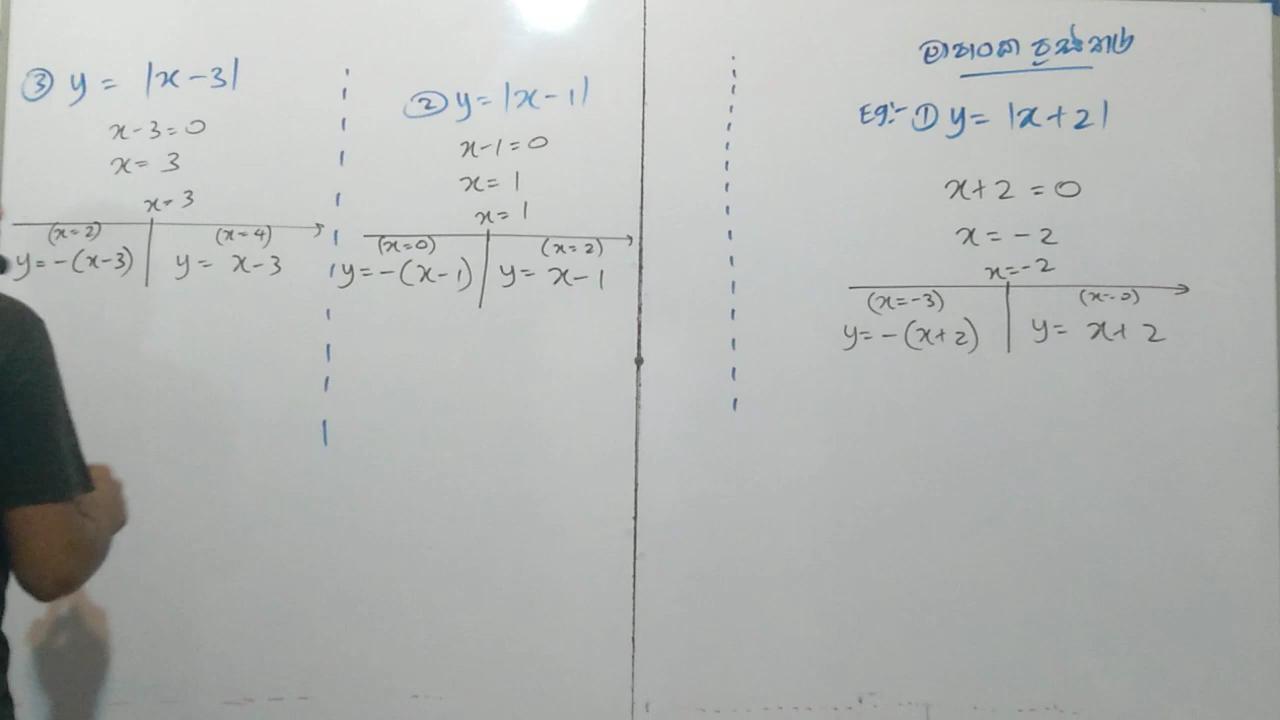 මාපාංක ප්‍රස්තාර
Eg:- ① y = |x + 2|
x + 2 = 0
x = - 2
x = - 2
(x = -3) (x = 0)
y = - (x + 2) y = x + 2
② y = |x - 1|
x - 1 = 0
x = 1
x = 1
(x = 0) (x = 2)
y = - (x - 1) y = x - 1
③ y = |x - 3|
x - 3 = 0
x = 3
x = 3
(x = 2) (x = 4)
y = - (x - 3) y = x - 3